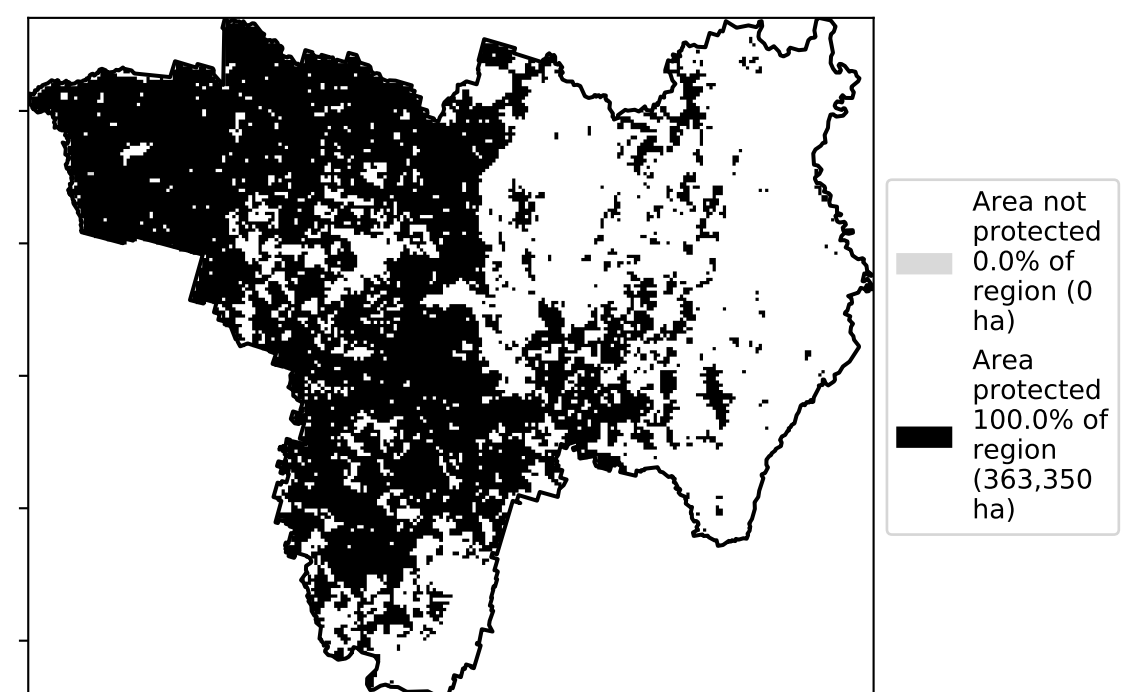 Area not
protected
0.0% of
region (0
ha)
Area
protected
100.0% of
region
(363,350
ha)